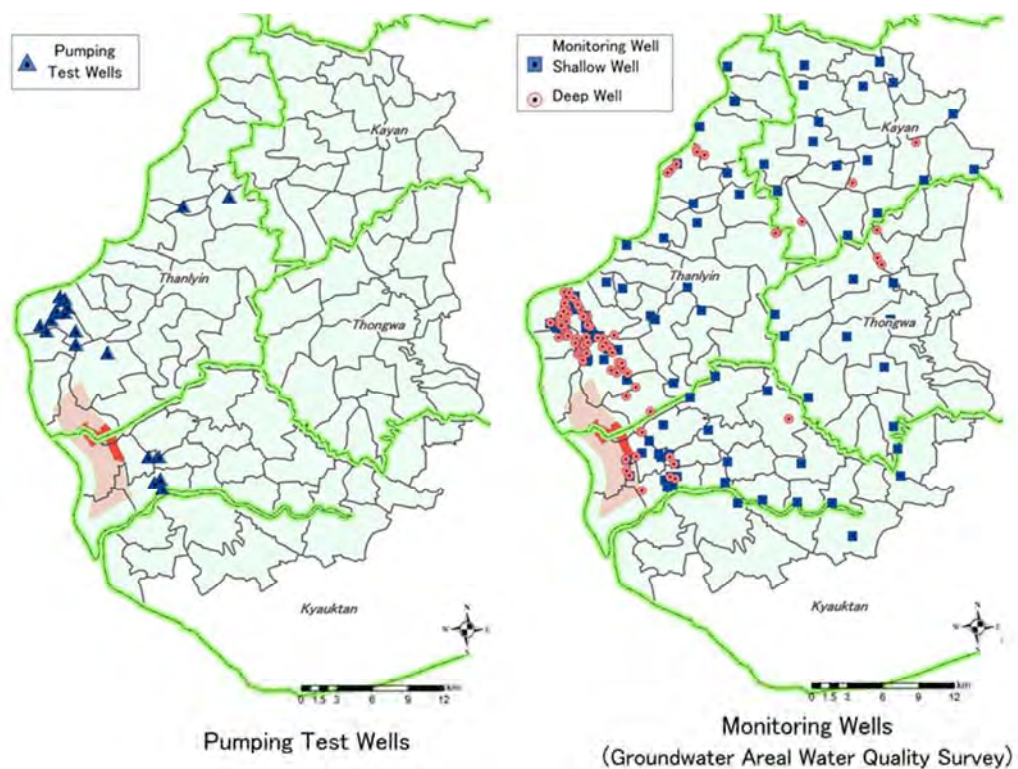 Pumping
Test Wells
Kayan
Thanlyin
Thongwa
Kyauktan
N
W
E
S
km
0 1.5 3 6 9 12
Pumping Test Wells
Monitoring Well
Shallow Well
Deep Well
Kayan
Thanlyin
Thongwa
Kyauktan
N
W
E
S
km
0 1.5 3 6 9 12
Monitoring Wells
(Groundwater Areal Water Quality Survey)